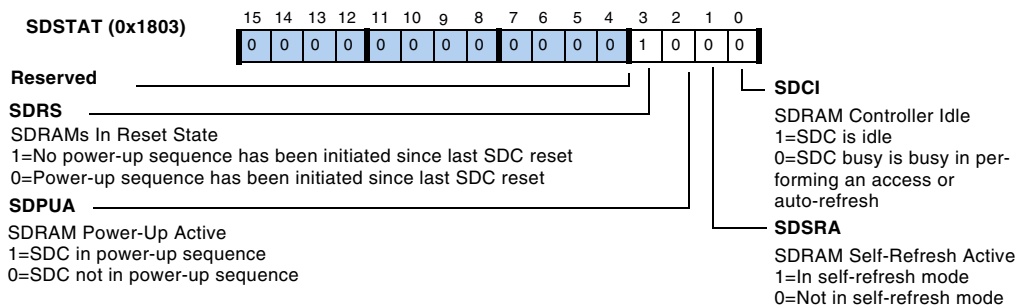 SDSTAT (0x1803)
15 14 13 12 11 10 9 8 7 6 5 4 3 2 1 0
0 0 0 0 0 0 0 0 0 0 0 0 1 0 0 0
Reserved
SDRS
SDRAMs In Reset State
1=No power-up sequence has been initiated since last SDC reset
0=Power-up sequence has been initiated since last SDC reset
SDPUA
SDRAM Power-Up Active
1=SDC in power-up sequence
0=SDC not in power-up sequence
SDCI
SDRAM Controller Idle
1=SDC is idle
0=SDC busy is busy in per-
forming an access or
auto-refresh
SDSRA
SDRAM Self-Refresh Active
1=In self-refresh mode
0=Not in self-refresh mode